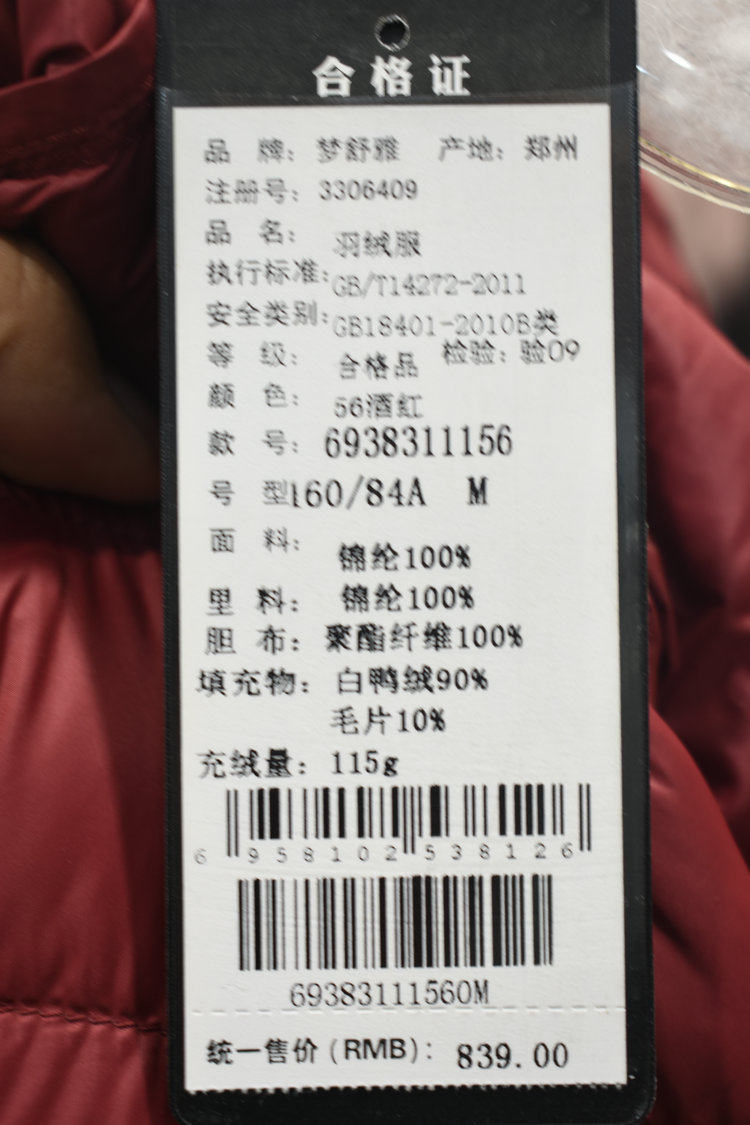 合格证
品 牌: 梦舒雅 产地: 郑州
注册号: 3306409
品 名: 羽绒服
执行标准: GB/T14272-2011
安全类别: GB18401-2010B类
等 级: 合格品 检验: 验09
颜 色: 56酒红
款 号: 6938311156
号 型 160/84A M
面 料: 锦纶100%
里 料: 锦纶100%
胆 布: 聚酯纤维100%
填充物: 白鸭绒90%
毛片10%
充绒量: 115g
6 958102 538126
69383111560M
统一售价(RMB): 839.00